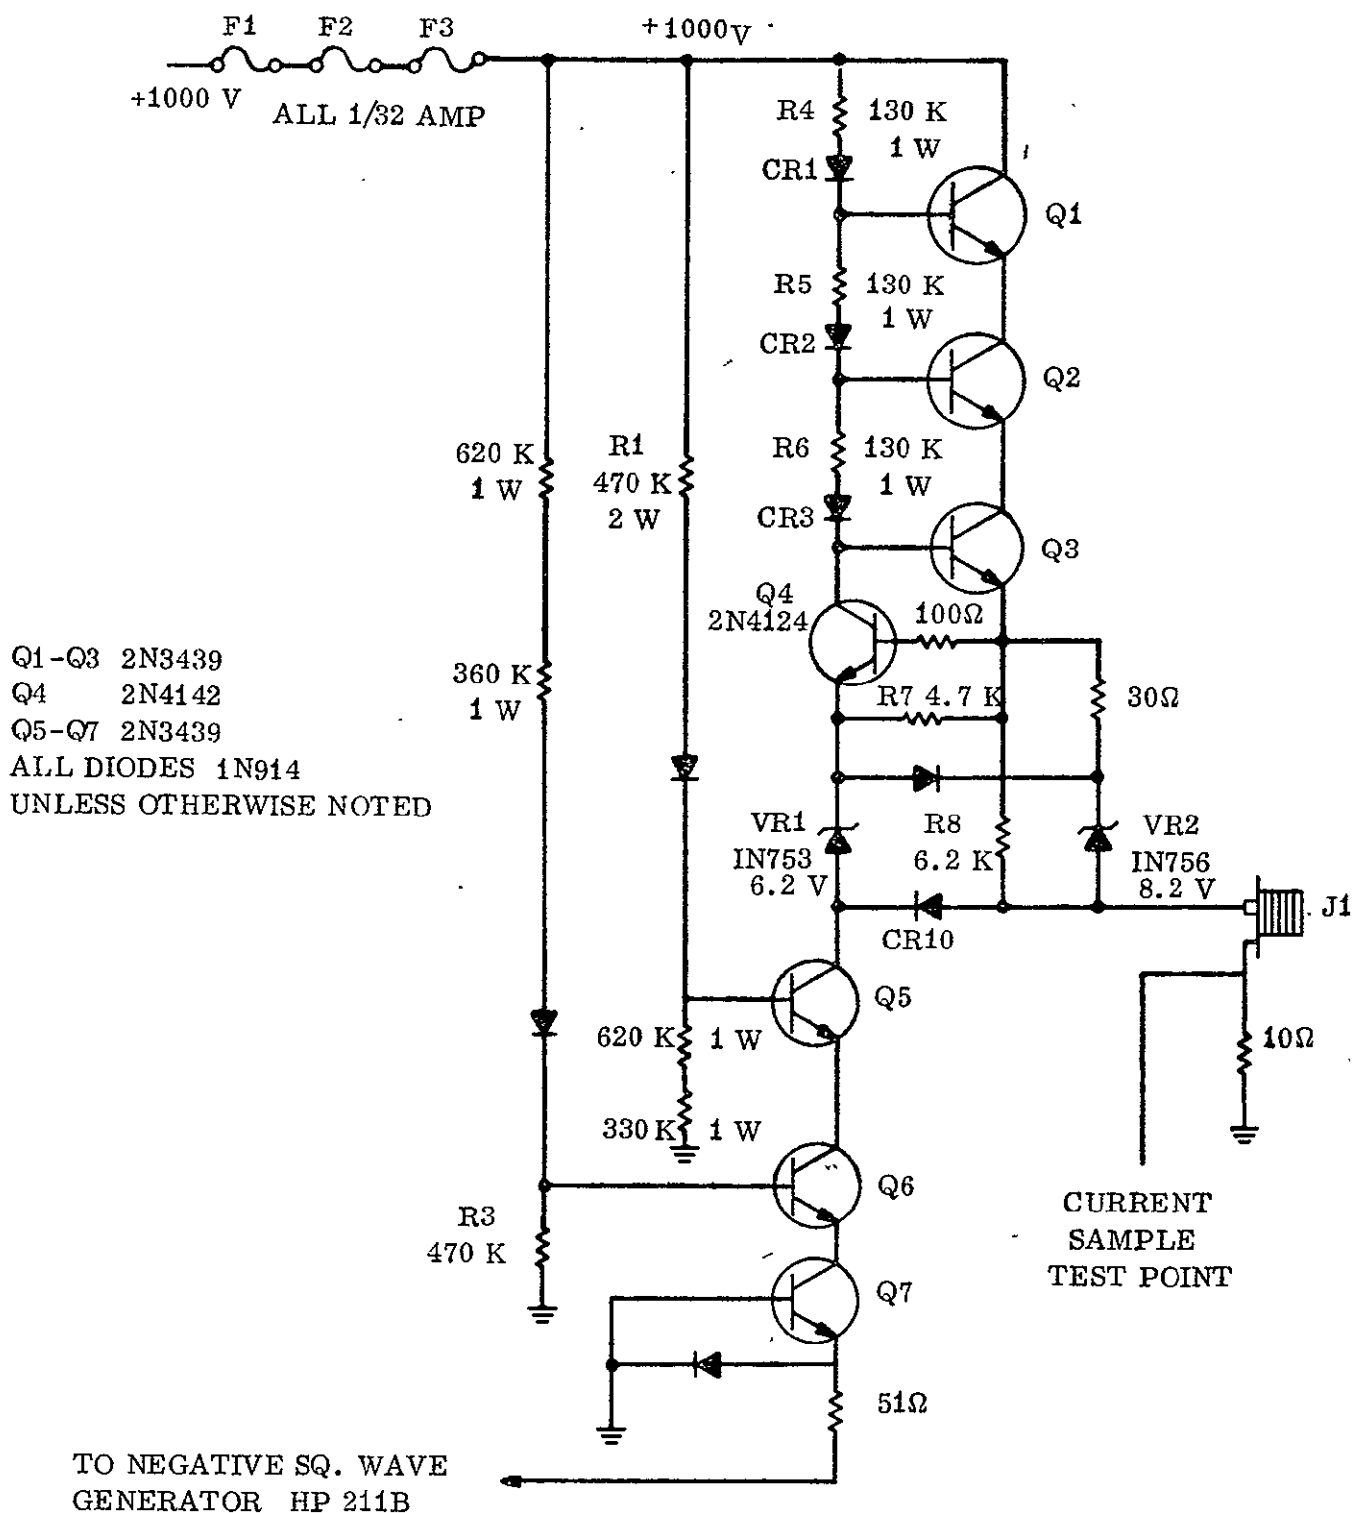 F1 F2 F3 +1000V
+1000 V
ALL 1/32 AMP
R4 130 K
1 W
CR1
Q1
R5 130 K
1 W
CR2
Q2
R6 130 K
1 W
CR3
Q3
620 K
1 W
R1
470 K
2 W
Q4
2N4124
100Ω
Q1-Q3 2N3439
Q4 2N4142
Q5-Q7 2N3439
ALL DIODES 1N914
UNLESS OTHERWISE NOTED
360 K
1 W
R7 4.7 K
30Ω
VR1
IN753
6.2 V
R8
6.2 K
VR2
IN756
8.2 V
J1
CR10
Q5
620 K 1 W
330 K 1 W
10Ω
Q6
R3
470 K
CURRENT
SAMPLE
TEST POINT
Q7
51Ω
TO NEGATIVE SQ. WAVE
GENERATOR HP 211B